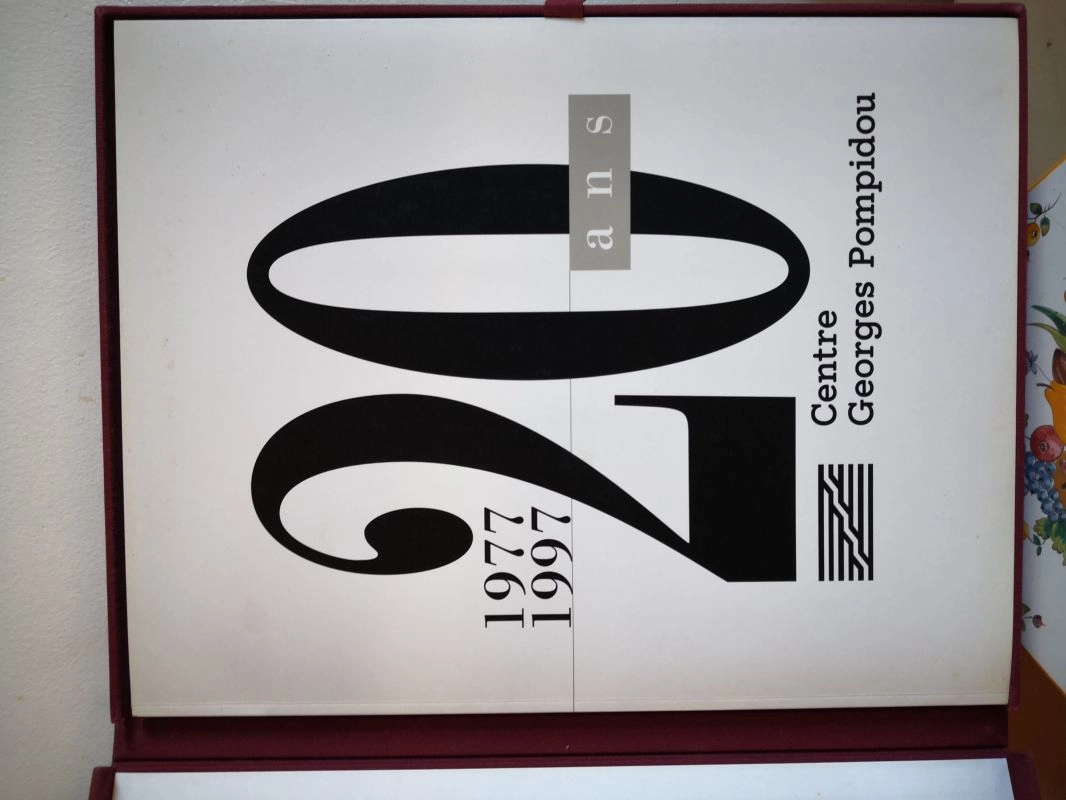 20
ans
1977
1997
Centre
Georges Pompidou